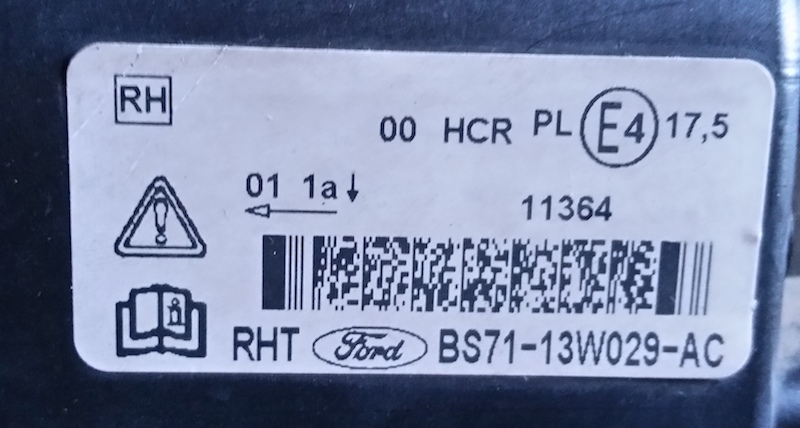 RH
00 HCR PL E4 17,5
01 1a
11364
RHT Ford BS71-13W029-AC